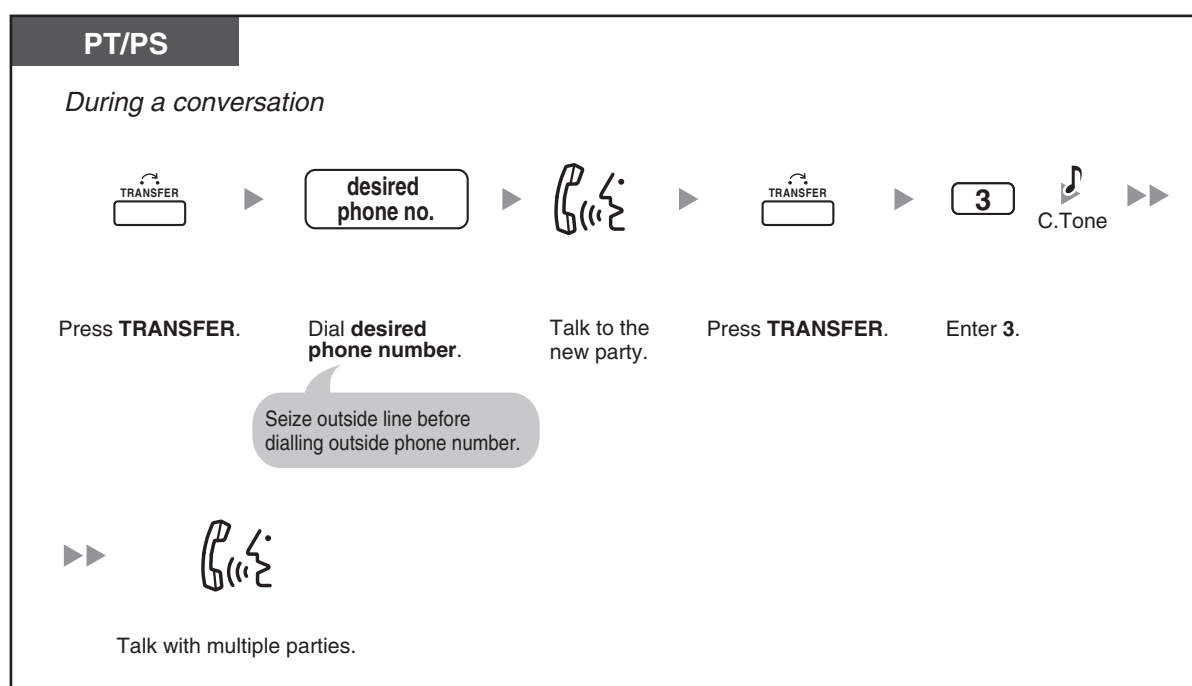 PT/PS
During a conversation
TRANSFER
desired
phone no.
TRANSFER
3
C.Tone
Press TRANSFER.
Dial desired
phone number.
Talk to the
new party.
Press TRANSFER.
Enter 3.
Seize outside line before
dialling outside phone number.
Talk with multiple parties.